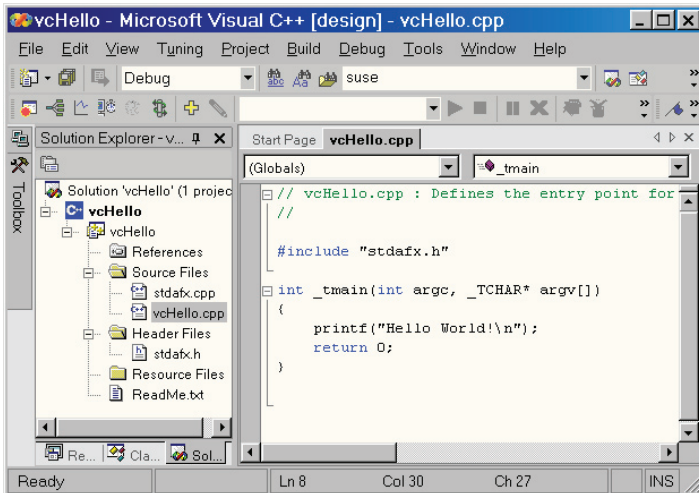 vcHello - Microsoft Visual C++ [design] - vcHello.cpp
File Edit View Tuning Project Build Debug Tools Window Help
Debug
suse
Solution Explorer - v...
Start Page vcHello.cpp
Toolbox
(Globals)
_tmain
Solution 'vcHello' (1 projec
vcHello
vcHello
References
Source Files
stdafx.cpp
vcHello.cpp
Header Files
stdafx.h
Resource Files
ReadMe.txt
// vcHello.cpp : Defines the entry point for
//
#include "stdafx.h"
int _tmain(int argc, _TCHAR* argv[])
{
printf("Hello World!\n");
return 0;
}
Re... Cla... Sol...
Ready Ln 8 Col 30 Ch 27 INS